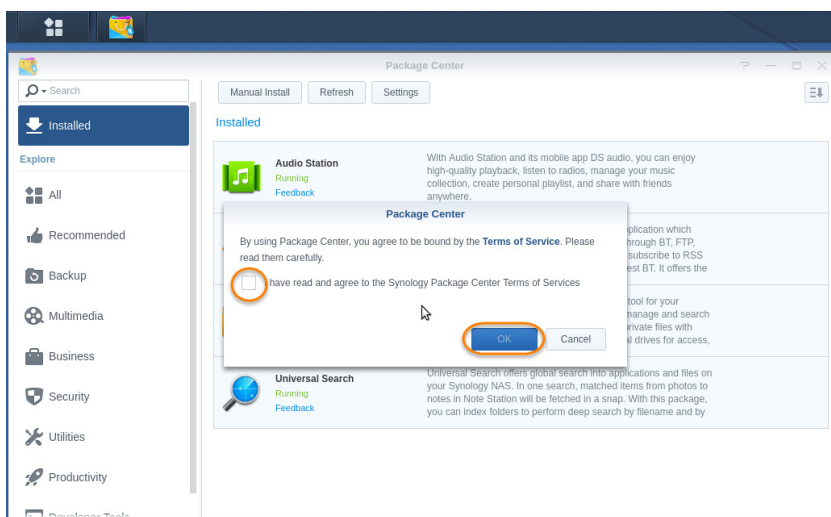 Package Center
Search
Manual Install
Refresh
Settings
Installed
Installed
Explore
All
Recommended
Backup
Multimedia
Business
Security
Utilities
Productivity
Developer Tools
Audio Station
Running
Feedback
With Audio Station and its mobile app DS audio, you can enjoy
high-quality playback, listen to radios, manage your music
collection, create personal playlist, and share with friends
anywhere.
plication which
hrough BT, FTP,
subscribe to RSS
est BT. It offers the
tool for your
manage and search
private files with
al drives for access,
Package Center
By using Package Center, you agree to be bound by the Terms of Service. Please
read them carefully.
have read and agree to the Synology Package Center Terms of Services
OK
Cancel
Universal Search
Running
Feedback
Universal Search offers global search into applications and files on
your Synology NAS. In one search, matched items from photos to
notes in Note Station will be fetched in a snap. With this package,
you can index folders to perform deep search by filename and by